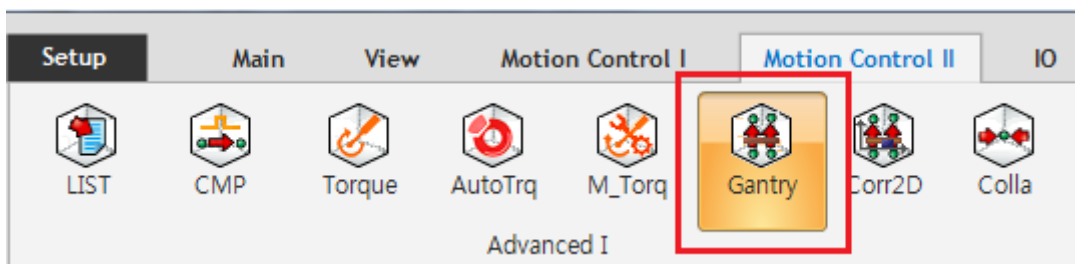 Setup Main View Motion Control I Motion Control II IO
LIST CMP Torque AutoTrq M_Torq Gantry Corr2D Colla
Advanced I